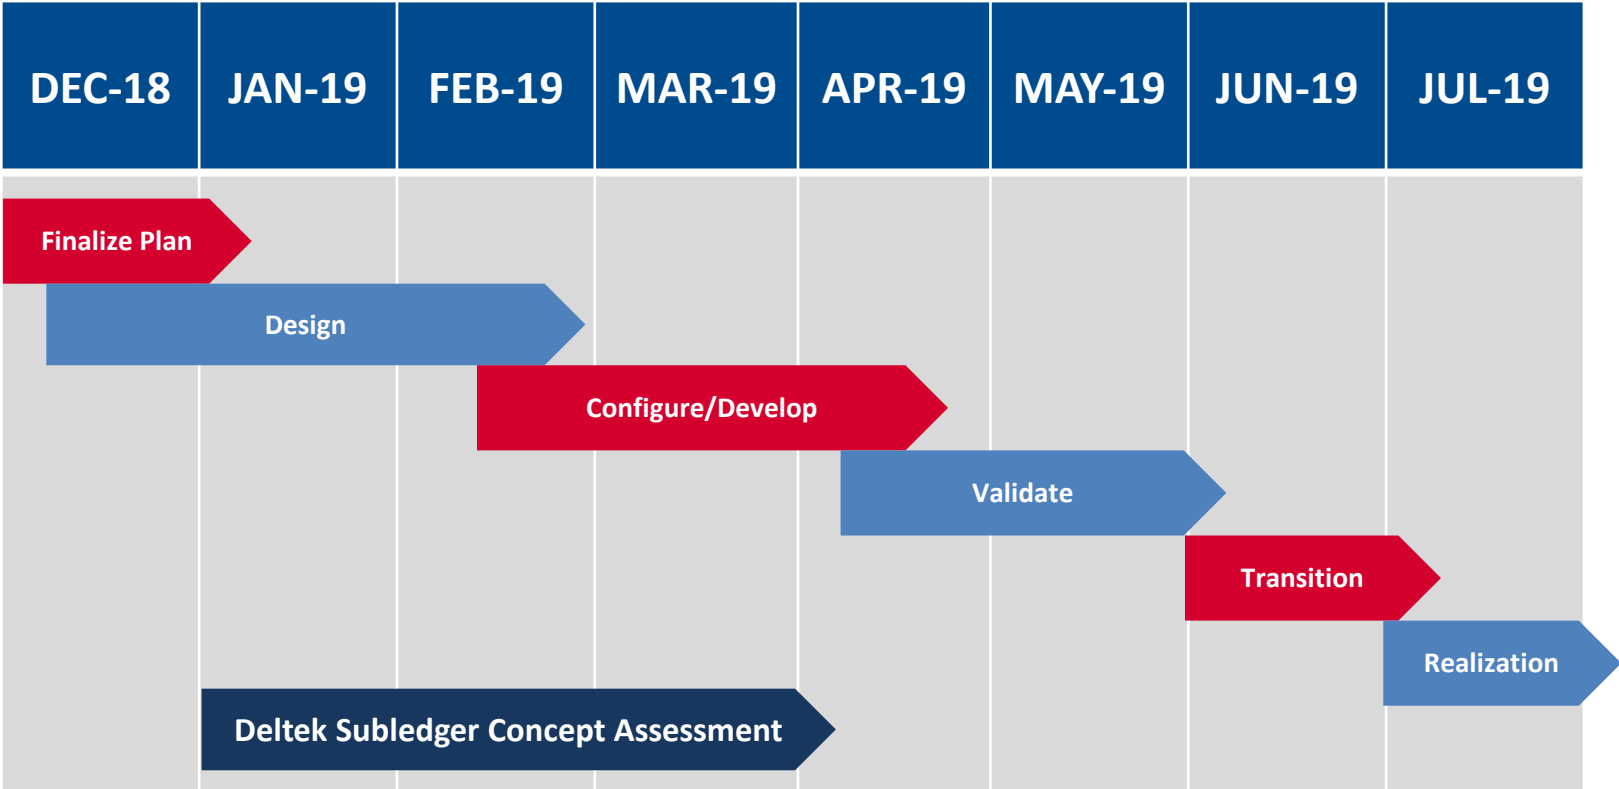 DEC-18
JAN-19
FEB-19
MAR-19
APR-19
MAY-19
JUN-19
JUL-19
Finalize Plan
Design
Configure/Develop
Validate
Transition
Realization
Deltek Subledger Concept Assessment